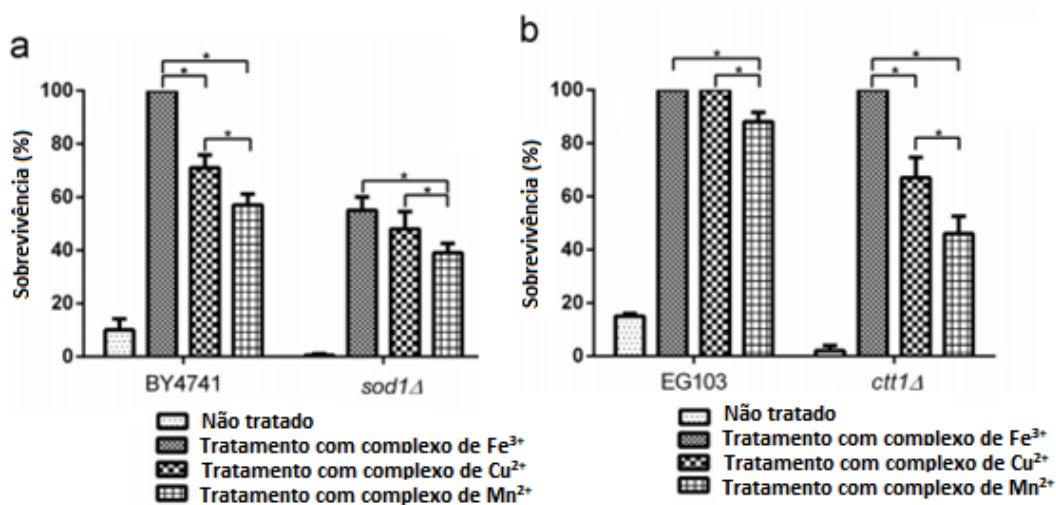 a
*
*
*
*
*
Sobrevivência (%)
100
80
60
40
20
0
BY4741
sod1Δ
Não tratado
Tratamento com complexo de Fe³⁺
Tratamento com complexo de Cu²⁺
Tratamento com complexo de Mn²⁺
b
*
*
*
*
*
Sobrevivência (%)
100
80
60
40
20
0
EG103
ctt1Δ
Não tratado
Tratamento com complexo de Fe³⁺
Tratamento com complexo de Cu²⁺
Tratamento com complexo de Mn²⁺